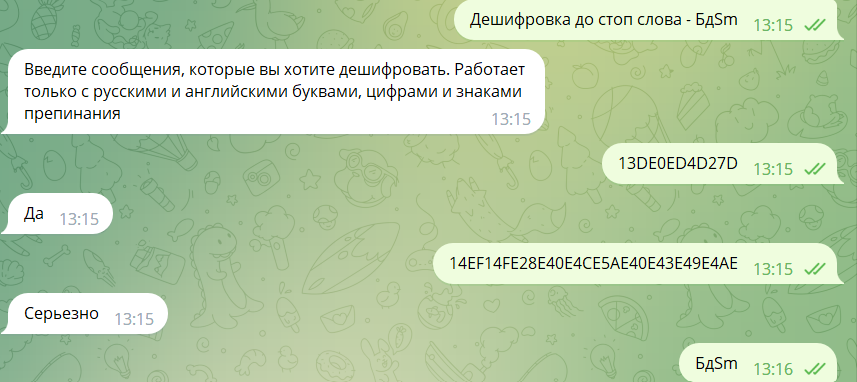 Дешифровка до стоп слова - БдSm 13:15
Введите сообщения, которые вы хотите дешифровать. Работает
только с русскими и английскими буквами, цифрами и знаками
препинания 13:15
13DE0ED4D27D 13:15
Да 13:15
14EF14FE28E40E4CE5AE40E43E49E4AE 13:15
Серьезно 13:15
БдSm 13:16